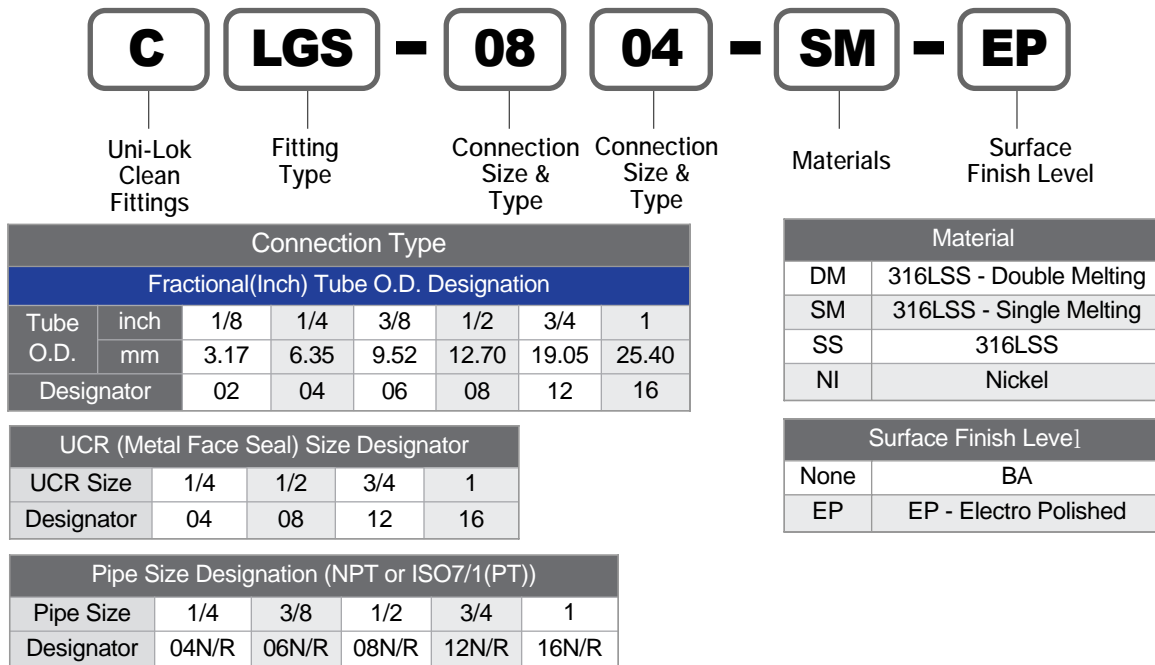 C LGS - 08 04 - SM - EP
Uni-Lok
Clean
Fittings
Fitting
Type
Connection
Size &
Type
Connection
Size &
Type
Materials
Surface
Finish Level
Connection Type
Fractional(Inch) Tube O.D. Designation
Tube O.D. inch 1/8 1/4 3/8 1/2 3/4 1
mm 3.17 6.35 9.52 12.70 19.05 25.40
Designator 02 04 06 08 12 16
UCR (Metal Face Seal) Size Designator
UCR Size 1/4 1/2 3/4 1
Designator 04 08 12 16
Pipe Size Designation (NPT or ISO7/1(PT))
Pipe Size 1/4 3/8 1/2 3/4 1
Designator 04N/R 06N/R 08N/R 12N/R 16N/R
Material
DM 316LSS - Double Melting
SM 316LSS - Single Melting
SS 316LSS
NI Nickel
Surface Finish Level
None BA
EP EP - Electro Polished